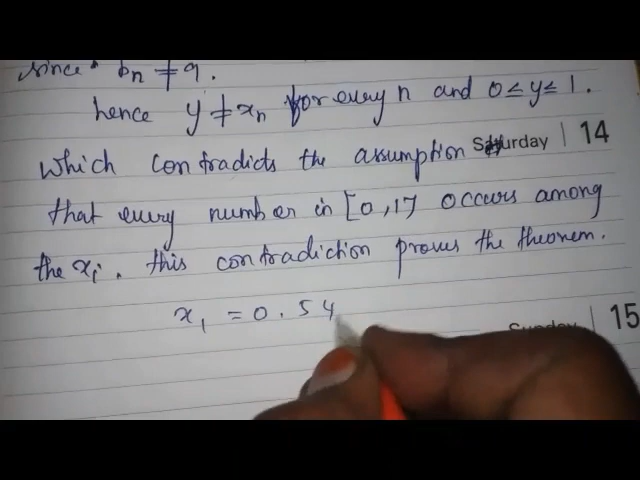 since bn ≠ 9.
hence y ≠ xn for every n and 0 ≤ y ≤ 1.
which contradicts the assumption
Saturday 14
that every number in [0,1] occurs among
the xi. this contradiction proves the theorem.
x1 = 0.54
Sunday 15